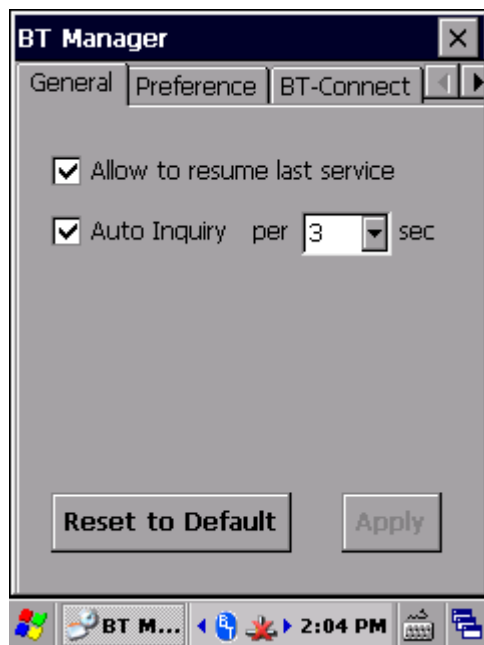 BT Manager
General Preference BT-Connect
Allow to resume last service
Auto Inquiry per 3 sec
Reset to Default Apply
BT M... 2:04 PM